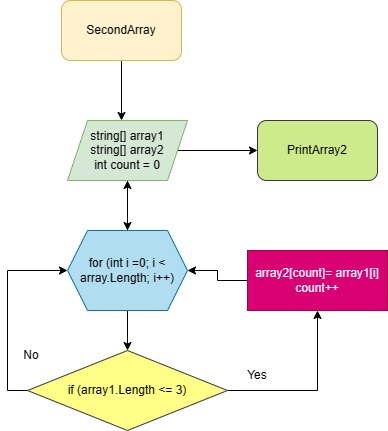 SecondArray
string[] array1
string[] array2
int count = 0
PrintArray2
for (int i =0; i <
array.Length; i++)
array2[count]= array1[i]
count++
No
Yes
if (array1.Length <= 3)